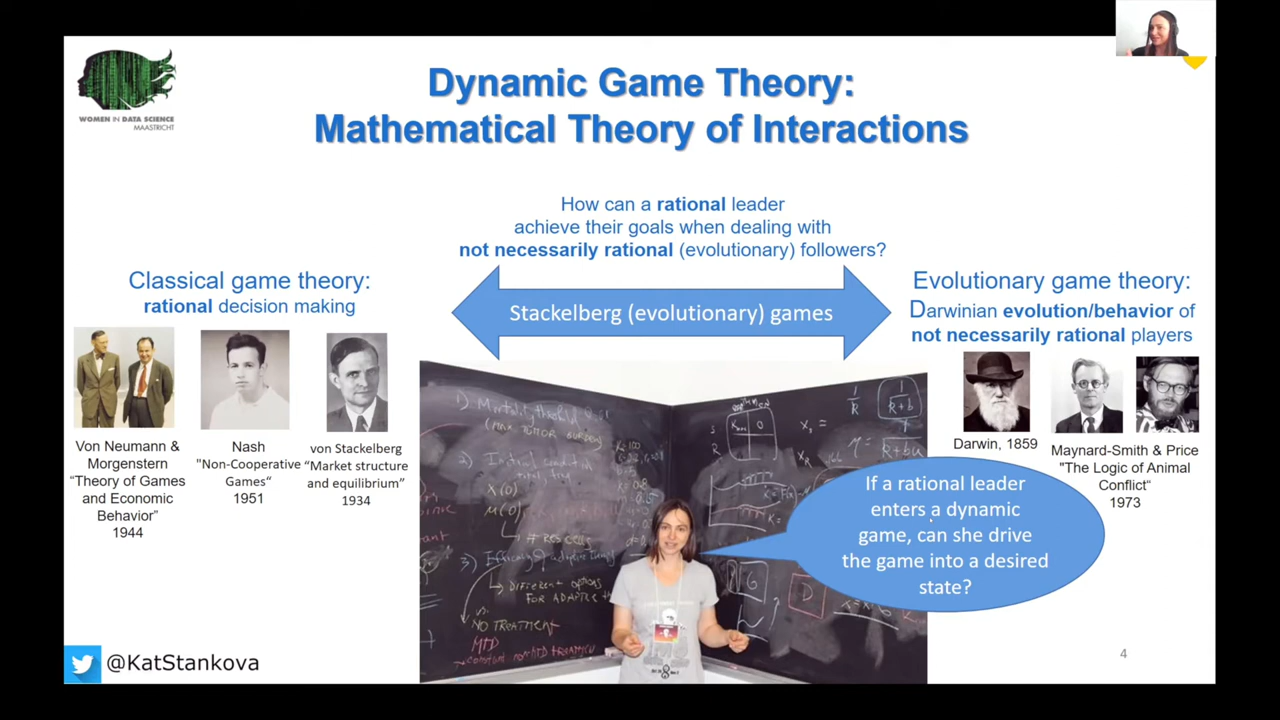 WOMEN IN DATA SCIENCE
MAASTRICHT
Dynamic Game Theory:
Mathematical Theory of Interactions
How can a rational leader
achieve their goals when dealing with
not necessarily rational (evolutionary) followers?
Classical game theory:
rational decision making
Stackelberg (evolutionary) games
Evolutionary game theory:
Darwinian evolution/behavior of
not necessarily rational players
Von Neumann &
Morgenstern
"Theory of Games
and Economic
Behavior"
1944
Nash
"Non-Cooperative
Games"
1951
von Stackelberg
"Market structure
and equilibrium"
1934
Darwin, 1859
Maynard-Smith & Price
"The Logic of Animal
Conflict"
1973
If a rational leader
enters a dynamic
game, can she drive
the game into a desired
state?
NO TREATMENT
MTD
@KatStankova
4